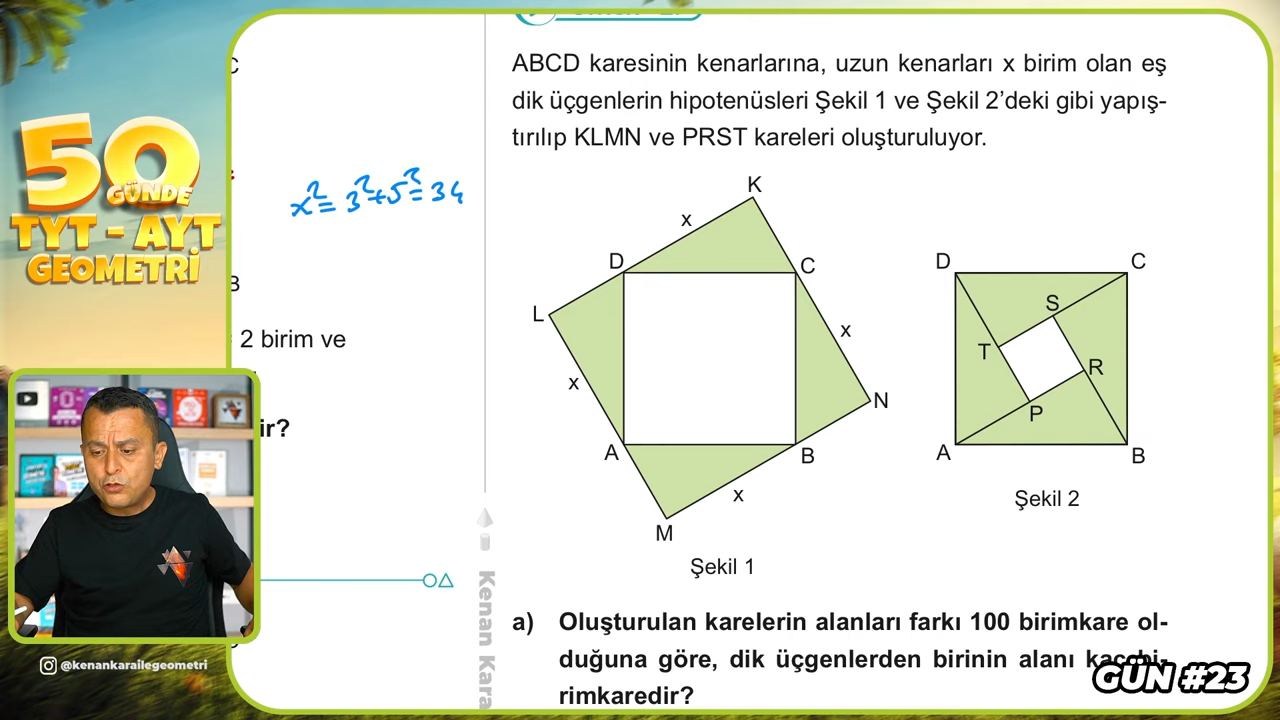 50
GÜNDE
TYT - AYT
GEOMETRİ
C
B
2 birim ve
ir?
x² = 3² + 5² = 34
ABCD karesinin kenarlarına, uzun kenarları x birim olan eş
dik üçgenlerin hipotenüsleri Şekil 1 ve Şekil 2’deki gibi yapış-
tırılıp KLMN ve PRST kareleri oluşturuluyor.
K
x
D
C
L
x
x
N
A
B
x
M
Şekil 1
D
C
S
T
R
P
A
B
Şekil 2
Kenan Kara
a) Oluşturulan karelerin alanları farkı 100 birimkare ol-
duğuna göre, dik üçgenlerden birinin alanı kaç bi-
rimkaredir?
@kenankarailegeometri
GÜN #23